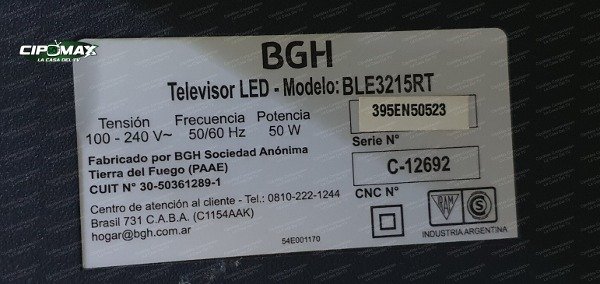 CIPOMAX
LA CASA DEL TV
BGH
Televisor LED - Modelo: BLE3215RT
Tensión Frecuencia Potencia
100 - 240 V~ 50/60 Hz 50 W
395EN50523
Serie N°
Fabricado por BGH Sociedad Anónima
Tierra del Fuego (PAAE)
CUIT N° 30-50361289-1
C-12692
CNC N°
Centro de atención al cliente - Tel.: 0810-222-1244
Brasil 731 C.A.B.A. (C1154AAK)
hogar@bgh.com.ar
54E001170
RAM
S
INDUSTRIA ARGENTINA